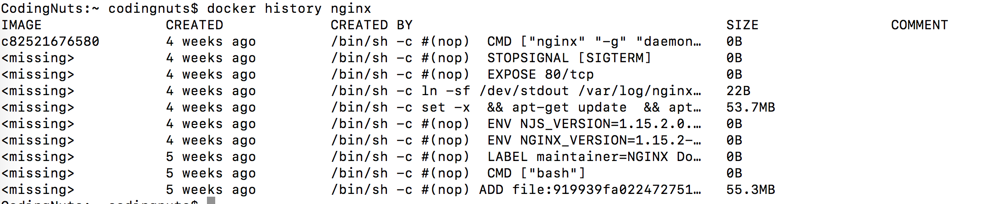 CodingNuts:~ codingnuts$ docker history nginx
IMAGE CREATED CREATED BY SIZE COMMENT
c82521676580 4 weeks ago /bin/sh -c #(nop) CMD ["nginx" "-g" "daemon… 0B
<missing> 4 weeks ago /bin/sh -c #(nop) STOPSIGNAL [SIGTERM] 0B
<missing> 4 weeks ago /bin/sh -c #(nop) EXPOSE 80/tcp 0B
<missing> 4 weeks ago /bin/sh -c ln -sf /dev/stdout /var/log/nginx… 22B
<missing> 4 weeks ago /bin/sh -c set -x && apt-get update && apt… 53.7MB
<missing> 4 weeks ago /bin/sh -c #(nop) ENV NJS_VERSION=1.15.2.0.… 0B
<missing> 4 weeks ago /bin/sh -c #(nop) ENV NGINX_VERSION=1.15.2-… 0B
<missing> 5 weeks ago /bin/sh -c #(nop) LABEL maintainer=NGINX Do… 0B
<missing> 5 weeks ago /bin/sh -c #(nop) CMD ["bash"] 0B
<missing> 5 weeks ago /bin/sh -c #(nop) ADD file:919939fa022472751… 55.3MB
CodingNuts:~ codingnuts$